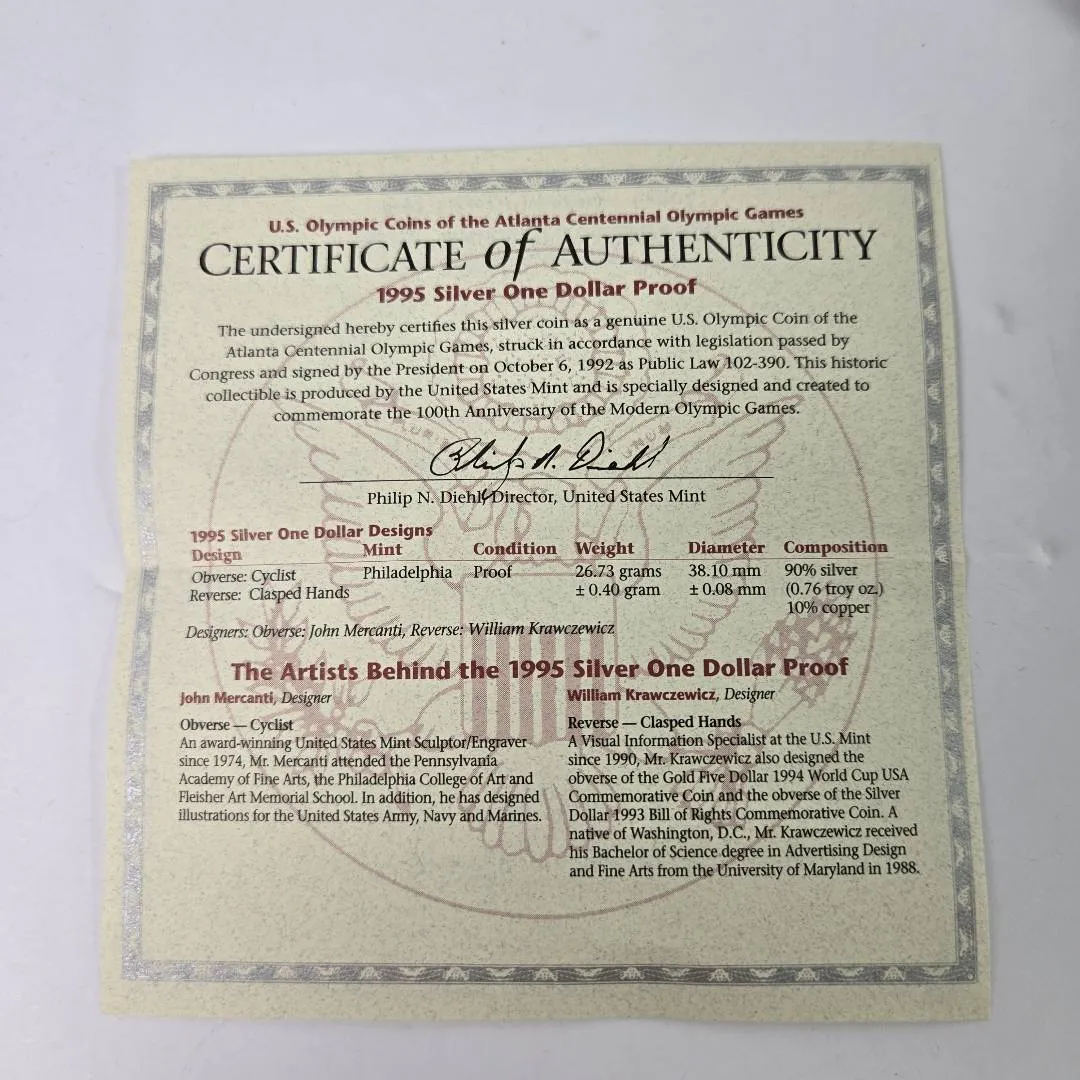 U.S. Olympic Coins of the Atlanta Centennial Olympic Games
CERTIFICATE of AUTHENTICITY
1995 Silver One Dollar Proof
The undersigned hereby certifies this silver coin as a genuine U.S. Olympic Coin of the
Atlanta Centennial Olympic Games, struck in accordance with legislation passed by
Congress and signed by the President on October 6, 1992 as Public Law 102-390. This historic
collectible is produced by the United States Mint and is specially designed and created to
commemorate the 100th Anniversary of the Modern Olympic Games.
Philip N. Diehl
Philip N. Diehl, Director, United States Mint
1995 Silver One Dollar Designs
Design Mint Condition Weight Diameter Composition
Obverse: Cyclist Philadelphia Proof 26.73 grams 38.10 mm 90% silver
Reverse: Clasped Hands ± 0.40 gram ± 0.08 mm (0.76 troy oz.)
10% copper
Designers: Obverse: John Mercanti, Reverse: William Krawczewicz
The Artists Behind the 1995 Silver One Dollar Proof
John Mercanti, Designer
Obverse — Cyclist
An award-winning United States Mint Sculptor/Engraver
since 1974, Mr. Mercanti attended the Pennsylvania
Academy of Fine Arts, the Philadelphia College of Art and
Fleisher Art Memorial School. In addition, he has designed
illustrations for the United States Army, Navy and Marines.
William Krawczewicz, Designer
Reverse — Clasped Hands
A Visual Information Specialist at the U.S. Mint
since 1990, Mr. Krawczewicz also designed the
obverse of the Gold Five Dollar 1994 World Cup USA
Commemorative Coin and the obverse of the Silver
Dollar 1993 Bill of Rights Commemorative Coin. A
native of Washington, D.C., Mr. Krawczewicz received
his Bachelor of Science degree in Advertising Design
and Fine Arts from the University of Maryland in 1988.